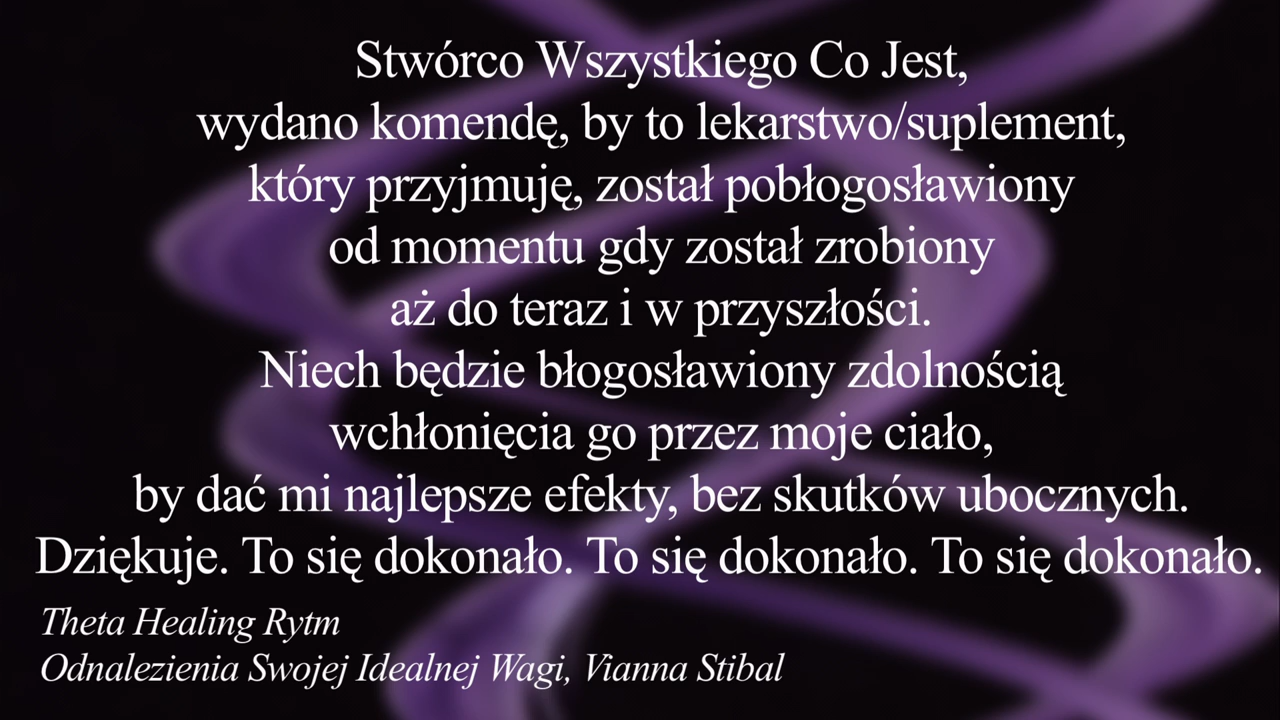 Stwórco Wszystkiego Co Jest,
wydano komendę, by to lekarstwo/suplement,
który przyjmuję, został pobłogosławiony
od momentu gdy został zrobiony
aż do teraz i w przyszłości.
Niech będzie błogosławiony zdolnością
wchłonięcia go przez moje ciało,
by dać mi najlepsze efekty, bez skutków ubocznych.
Dziękuje. To się dokonało. To się dokonało. To się dokonało.
Theta Healing Rytm
Odnalezienia Swojej Idealnej Wagi, Vianna Stibal